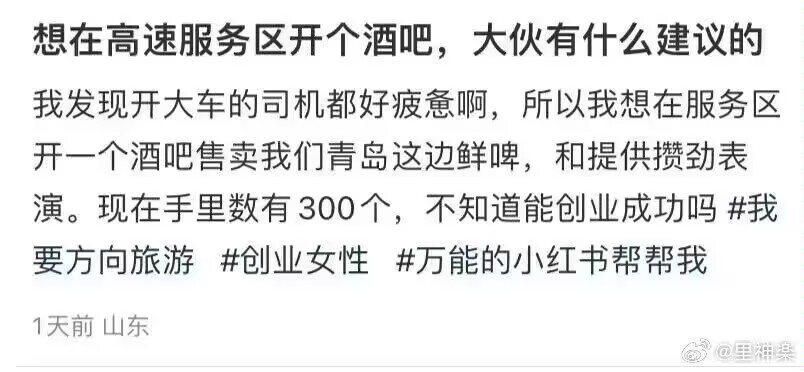 想在高速服务区开个酒吧，大伙有什么建议的
我发现开大车的司机都好疲惫啊，所以我想在服务区
开一个酒吧售卖我们青岛这边鲜啤，和提供攒劲表
演。现在手里数有300个，不知道能创业成功吗 #我
要方向旅游 #创业女性 #万能的小红书帮帮我
1天前 山东
@里神楽